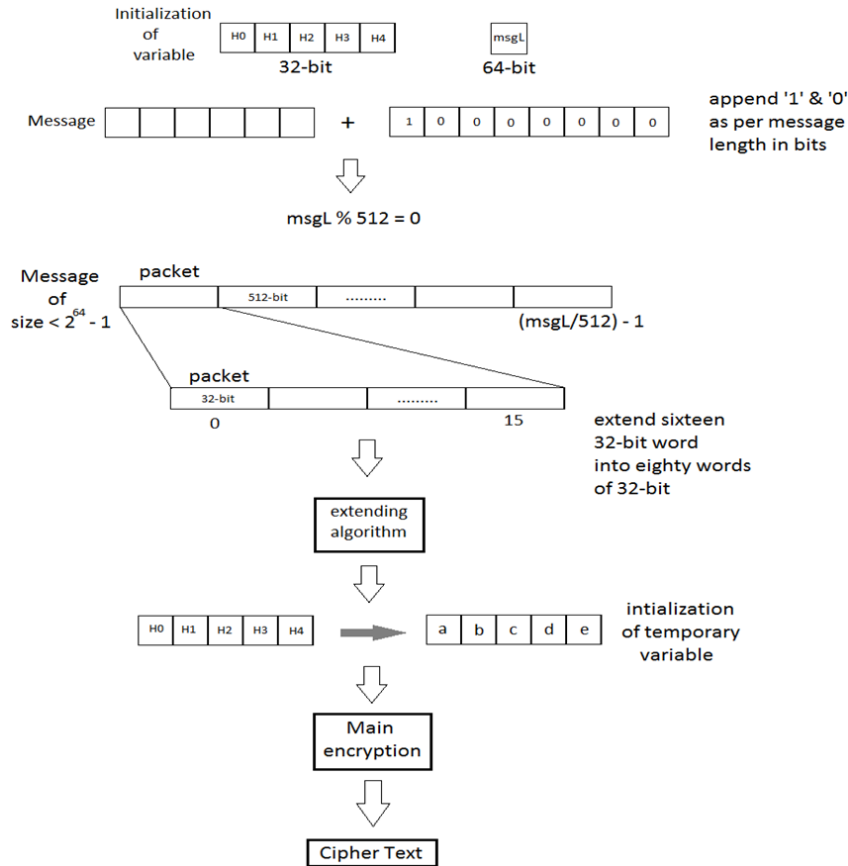 Initialization
of
variable
H0 H1 H2 H3 H4
32-bit
msgL
64-bit
Message
+
1 0 0 0 0 0 0 0
append '1' & '0'
as per message
length in bits
msgL % 512 = 0
Message
of
size < 2^64 - 1
packet
512-bit
.........
(msgL/512) - 1
packet
32-bit
.........
0
15
extend sixteen
32-bit word
into eighty words
of 32-bit
extending
algorithm
H0 H1 H2 H3 H4
a b c d e
intialization
of temporary
variable
Main
encryption
Cipher Text